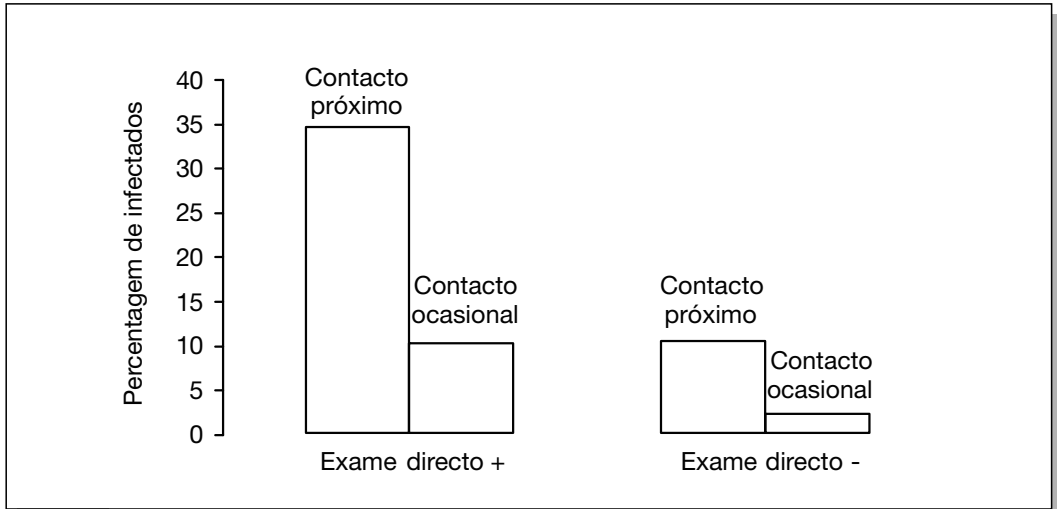 Percentagem de infectados
40
35
30
25
20
15
10
5
0
Contacto
próximo
Contacto
ocasional
Contacto
próximo
Contacto
ocasional
Exame directo +
Exame directo -